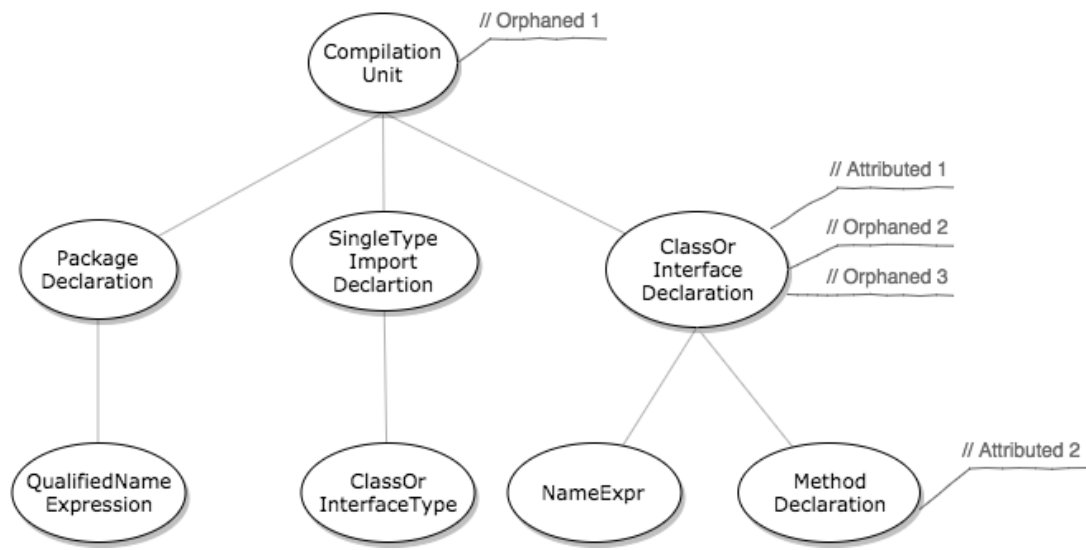 // Orphaned 1
Compilation
Unit
// Attributed 1
// Orphaned 2
// Orphaned 3
Package
Declaration
SingleType
Import
Declartion
ClassOr
Interface
Declaration
// Attributed 2
QualifiedName
Expression
ClassOr
InterfaceType
NameExpr
Method
Declaration